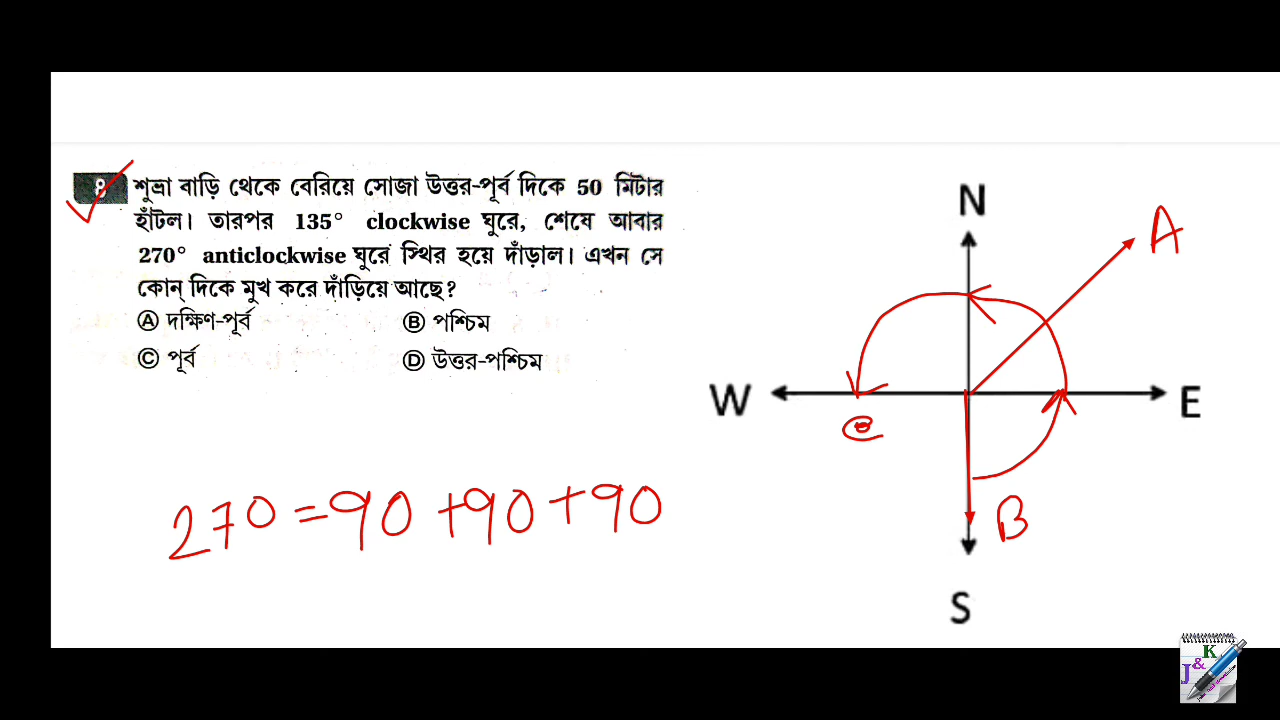 8 শুভ্রা বাড়ি থেকে বেরিয়ে সোজা উত্তর-পূর্ব দিকে 50 মিটার
হাঁটল। তারপর 135° clockwise ঘুরে, শেষে আবার
270° anticlockwise ঘুরে স্থির হয়ে দাঁড়াল। এখন সে
কোন্ দিকে মুখ করে দাঁড়িয়ে আছে?
Ⓐ দক্ষিণ-পূর্ব Ⓑ পশ্চিম
Ⓒ পূর্ব Ⓓ উত্তর-পশ্চিম
270 = 90 + 90 + 90
N
A
W
E
B
S
J & K